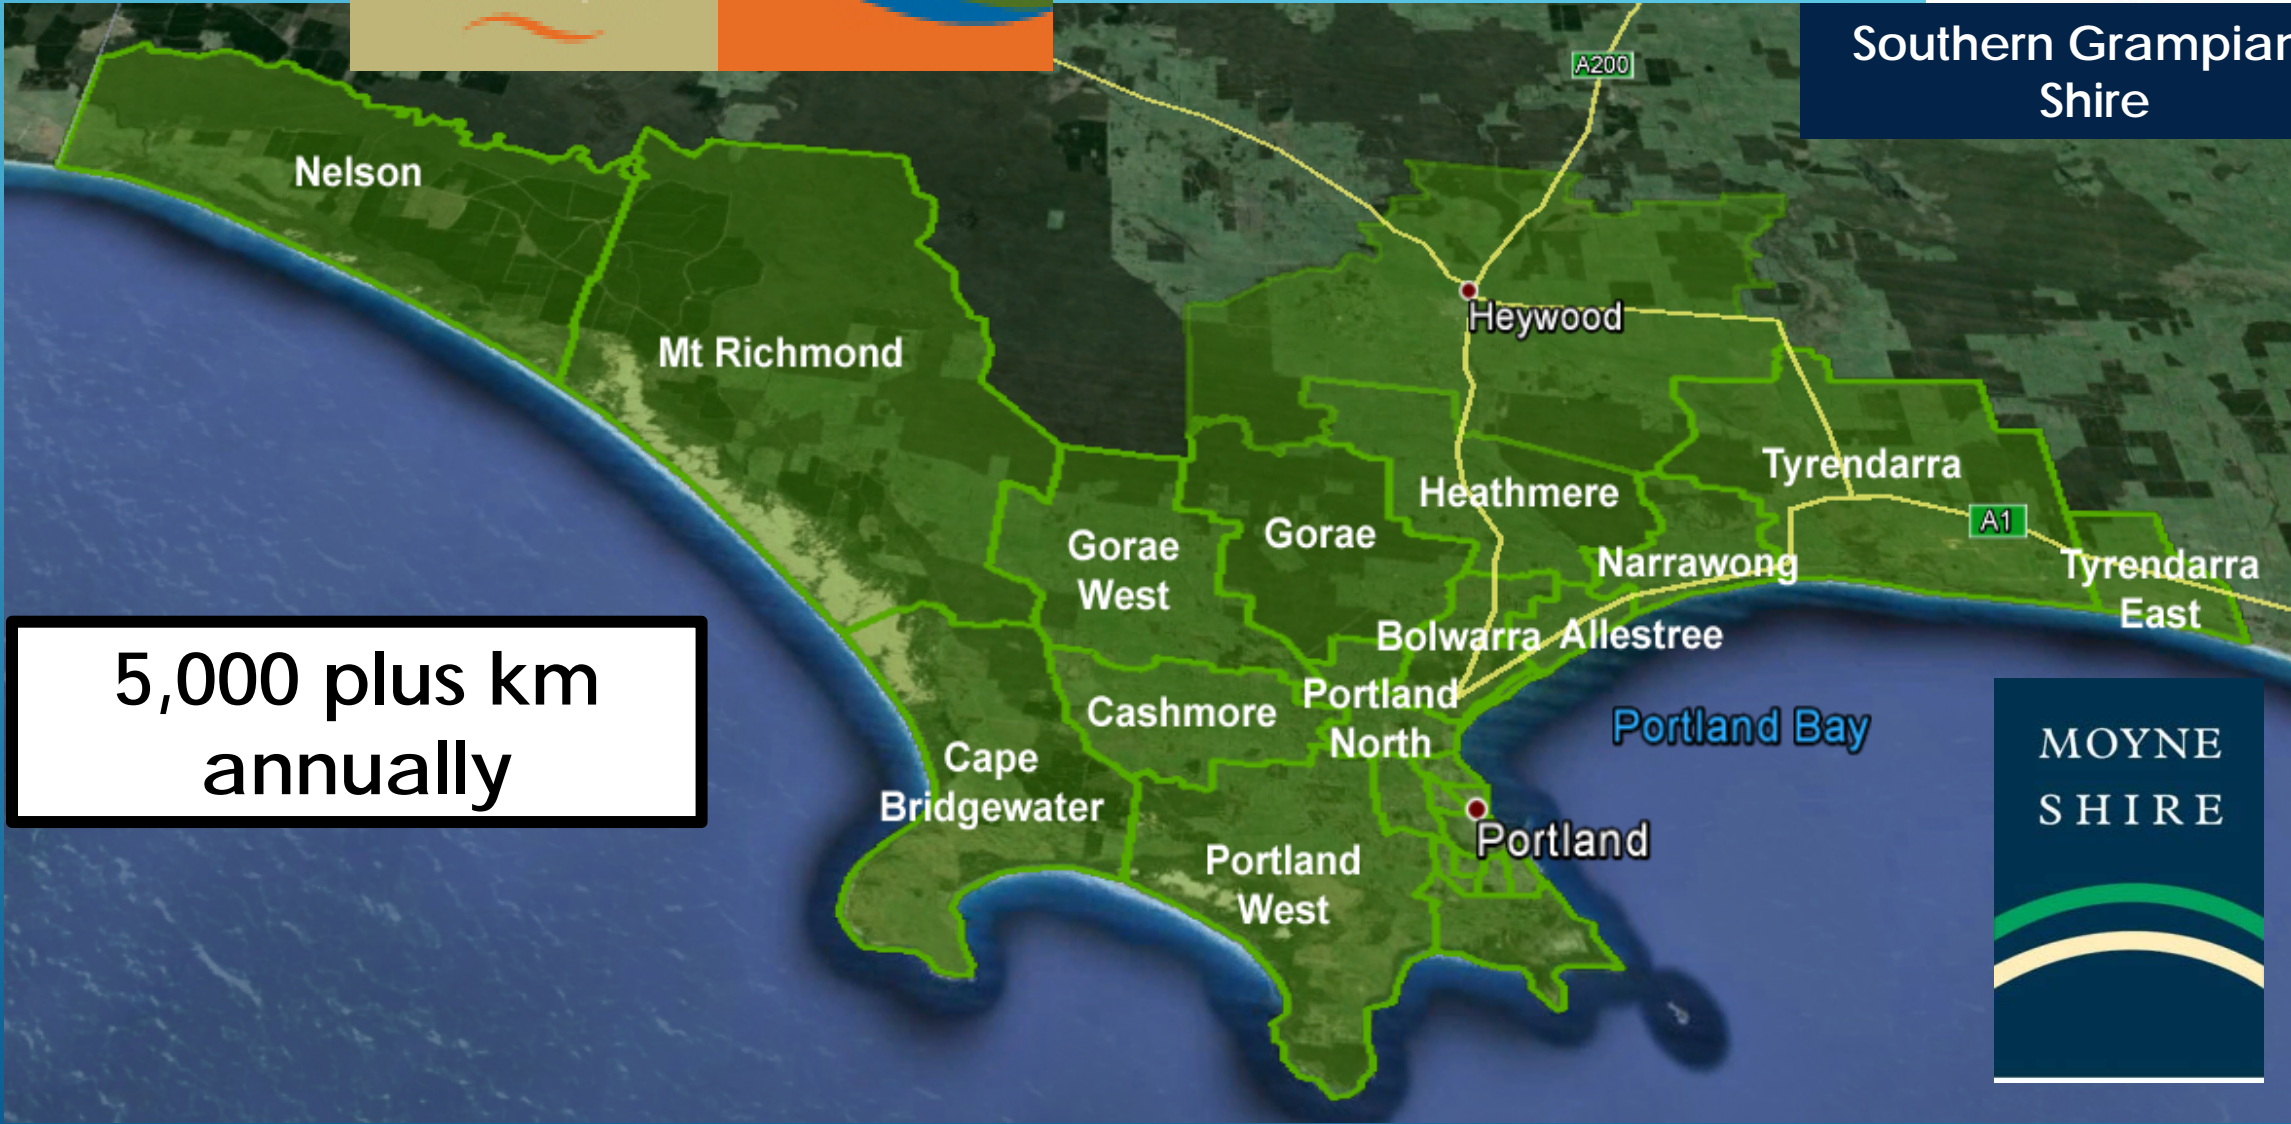 Southern Grampian
Shire
A200
Nelson
Heywood
Mt Richmond
Tyrendarra
Heathmere
A1
Gorae
Gorae
West
Narrawong
Tyrendarra
East
Bolwarra
Allestree
5,000 plus km
annually
Cashmore
Portland
North
Portland Bay
Cape
Bridgewater
Portland
Portland
West
MOYNE
SHIRE